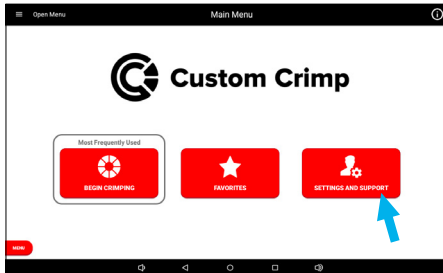 Open Menu
Main Menu
Custom Crimp
Most Frequently Used
BEGIN CRIMPING
FAVORITES
SETTINGS AND SUPPORT
MENU